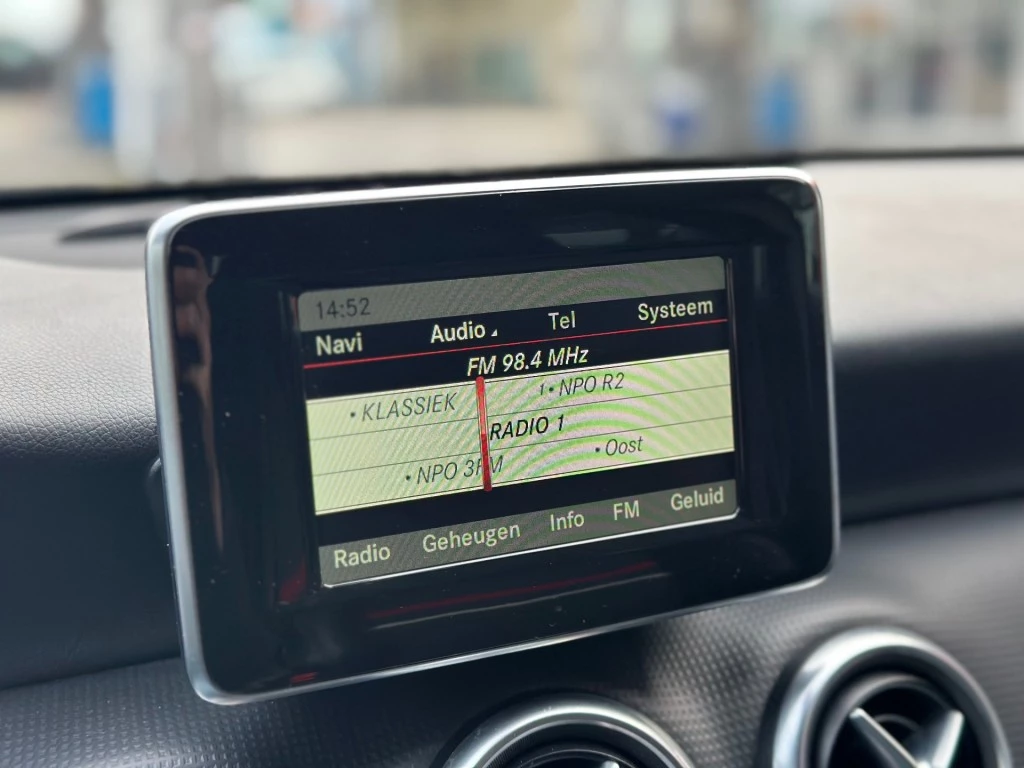 14:52
Navi Audio Tel Systeem
FM 98.4 MHz
• KLASSIEK 1• NPO R2
RADIO 1
• NPO 3FM • Oost
Radio Geheugen Info FM Geluid